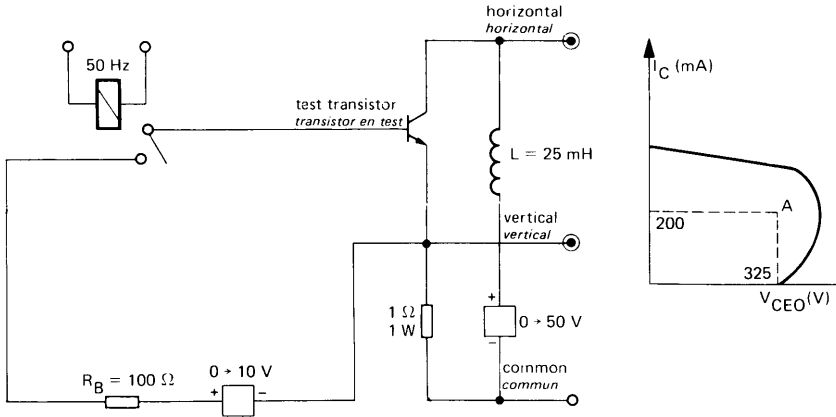 horizontal
horizontal
50 Hz
test transistor
transistor en test
L = 25 mH
vertical
vertical
1 Ω
1 W
+
0 → 50 V
−
common
commun
R_B = 100 Ω
0 → 10 V
+ −
I_C (mA)
A
200
325
V_CEO (V)